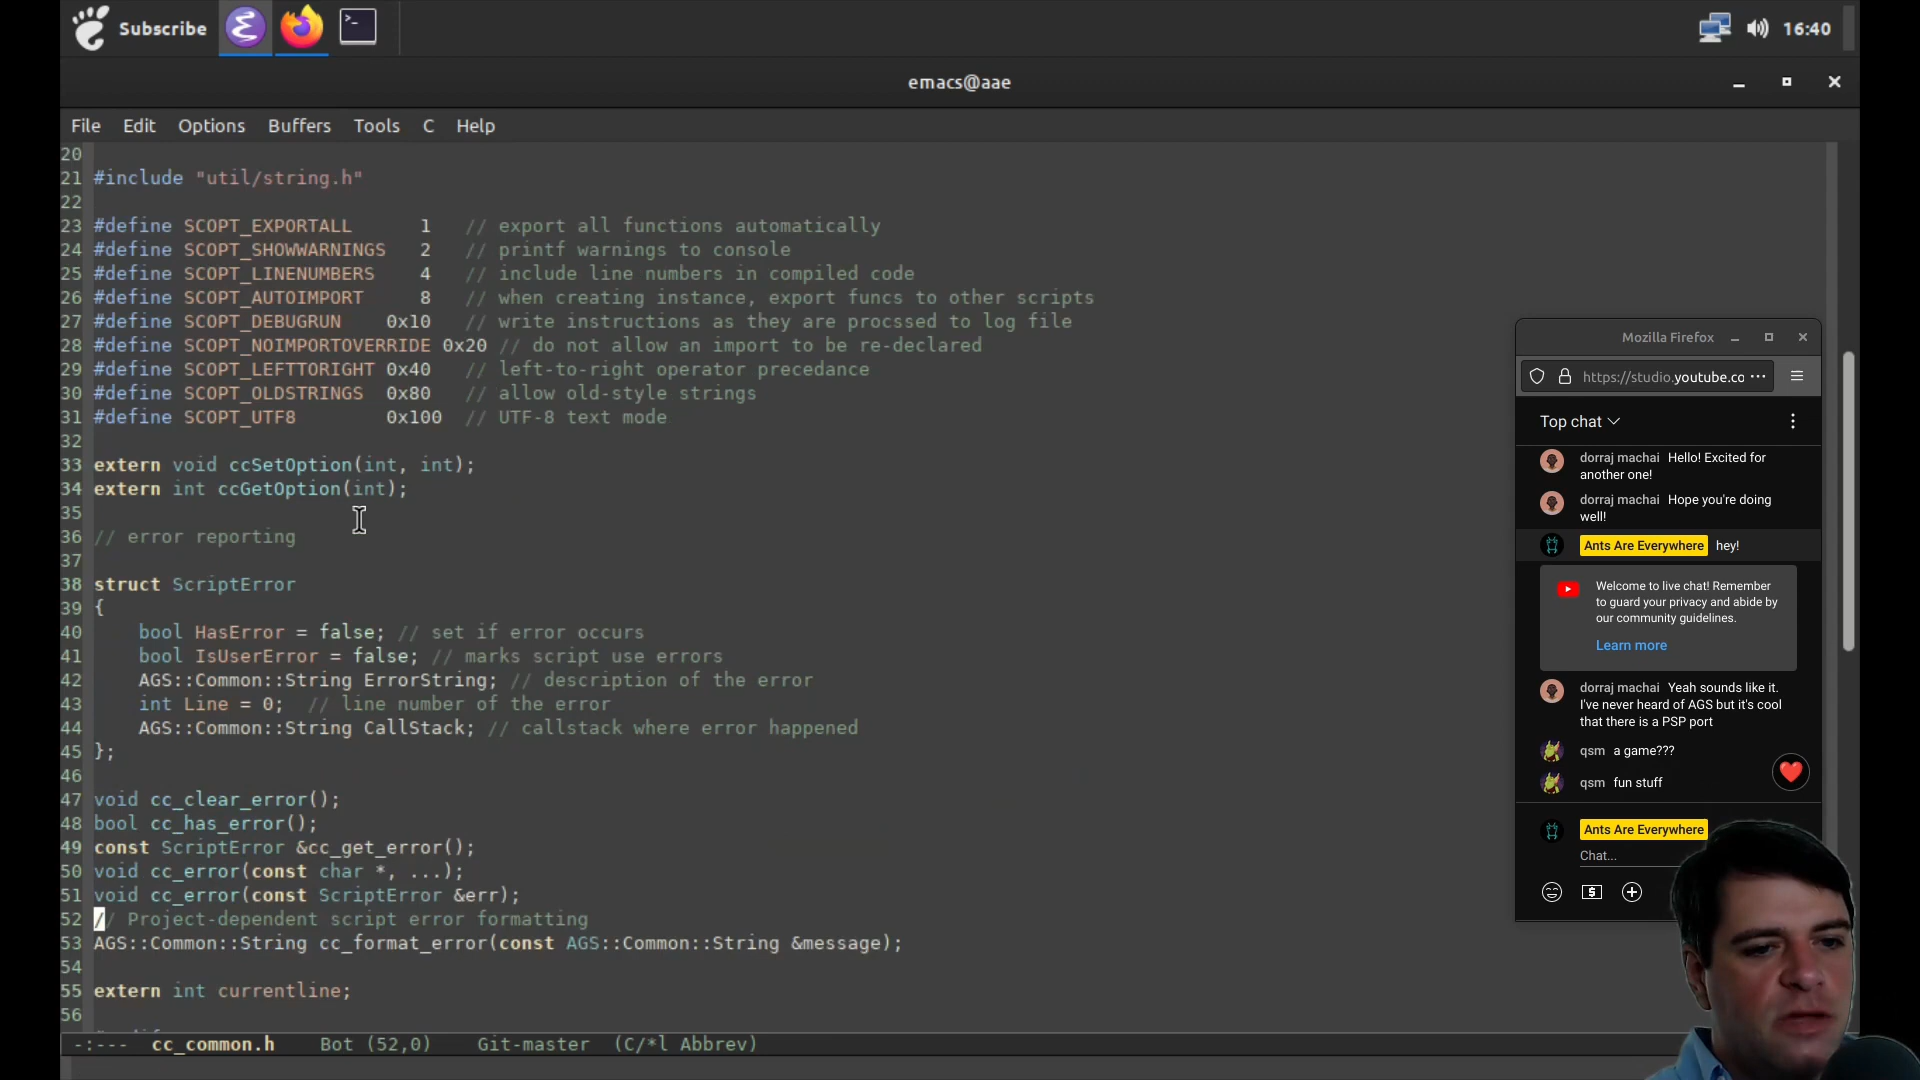 Subscribe
16:40
emacs@aae
File Edit Options Buffers Tools C Help
20
21 #include "util/string.h"
22
23 #define SCOPT_EXPORTALL 1 // export all functions automatically
24 #define SCOPT_SHOWWARNINGS 2 // printf warnings to console
25 #define SCOPT_LINENUMBERS 4 // include line numbers in compiled code
26 #define SCOPT_AUTOIMPORT 8 // when creating instance, export funcs to other scripts
27 #define SCOPT_DEBUGRUN 0x10 // write instructions as they are procssed to log file
28 #define SCOPT_NOIMPORTOVERRIDE 0x20 // do not allow an import to be re-declared
29 #define SCOPT_LEFTTORIGHT 0x40 // left-to-right operator precedance
30 #define SCOPT_OLDSTRINGS 0x80 // allow old-style strings
31 #define SCOPT_UTF8 0x100 // UTF-8 text mode
32
33 extern void ccSetOption(int, int);
34 extern int ccGetOption(int);
35
36 // error reporting
37
38 struct ScriptError
39 {
40 bool HasError = false; // set if error occurs
41 bool IsUserError = false; // marks script use errors
42 AGS::Common::String ErrorString; // description of the error
43 int Line = 0; // line number of the error
44 AGS::Common::String CallStack; // callstack where error happened
45 };
46
47 void cc_clear_error();
48 bool cc_has_error();
49 const ScriptError &cc_get_error();
50 void cc_error(const char *, ...);
51 void cc_error(const ScriptError &err);
52 // Project-dependent script error formatting
53 AGS::Common::String cc_format_error(const AGS::Common::String &message);
54
55 extern int currentline;
56
-:--- cc_common.h Bot (52,0) Git-master (C/*l Abbrev)
Mozilla Firefox
https://studio.youtube.co
Top chat
dorraj machai Hello! Excited for
another one!
dorraj machai Hope you're doing
well!
Ants Are Everywhere hey!
Welcome to live chat! Remember
to guard your privacy and abide by
our community guidelines.
Learn more
dorraj machai Yeah sounds like it.
I've never heard of AGS but it's cool
that there is a PSP port
qsm a game???
qsm fun stuff
Ants Are Everywhere
Chat...